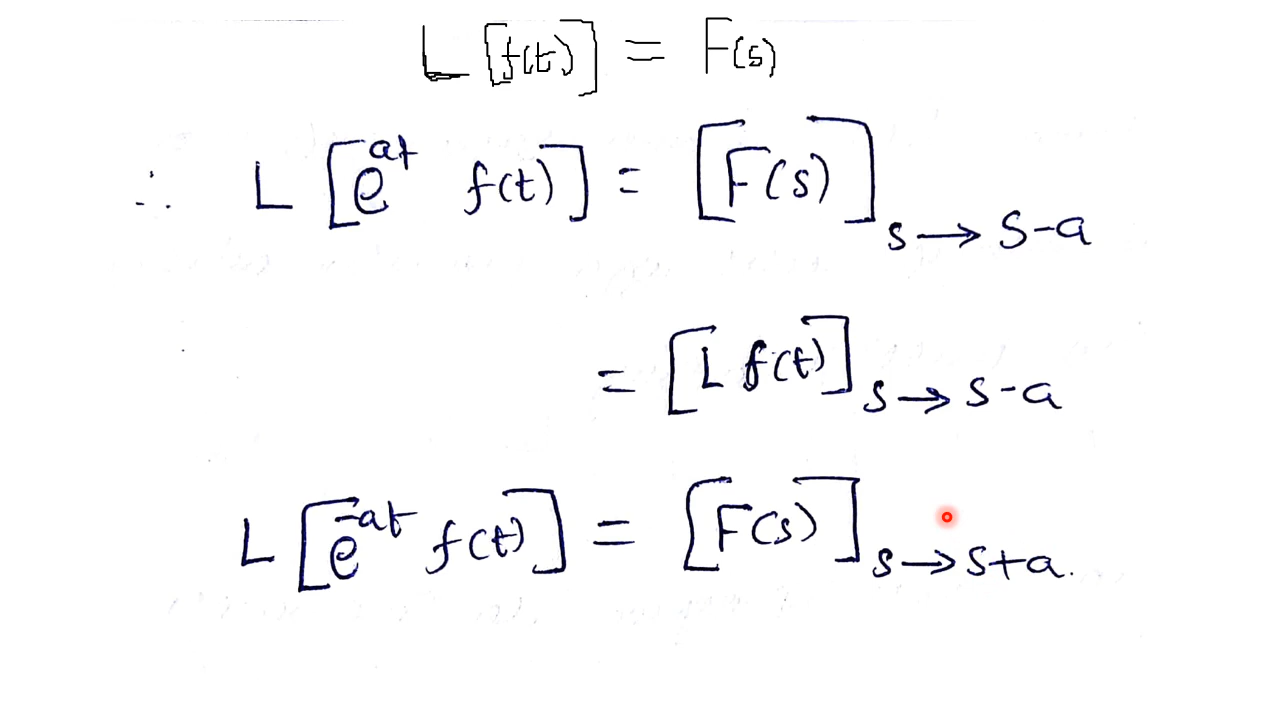 L [f(t)] = F(s)
∴ L [e^{at} f(t)] = [F(s)]_{s → s-a}
= [L f(t)]_{s → s-a}
L [e^{-at} f(t)] = [F(s)]_{s → s+a}.